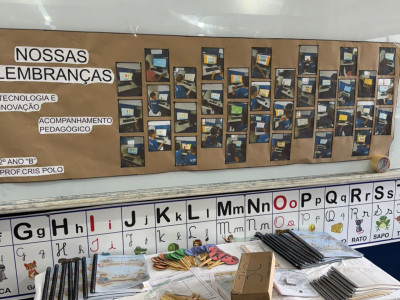 NOSSAS
LEMBRANÇAS
TECNOLOGIA E
INOVAÇÃO
ACOMPANHAMENTO
PEDAGÓGICO
2º ANO "B"
PROF.CRIS POLO
Gg Hh Ii Jj Kk Ll Mm Nn Oo Pp Qq Rr Ss
RATO SAPO